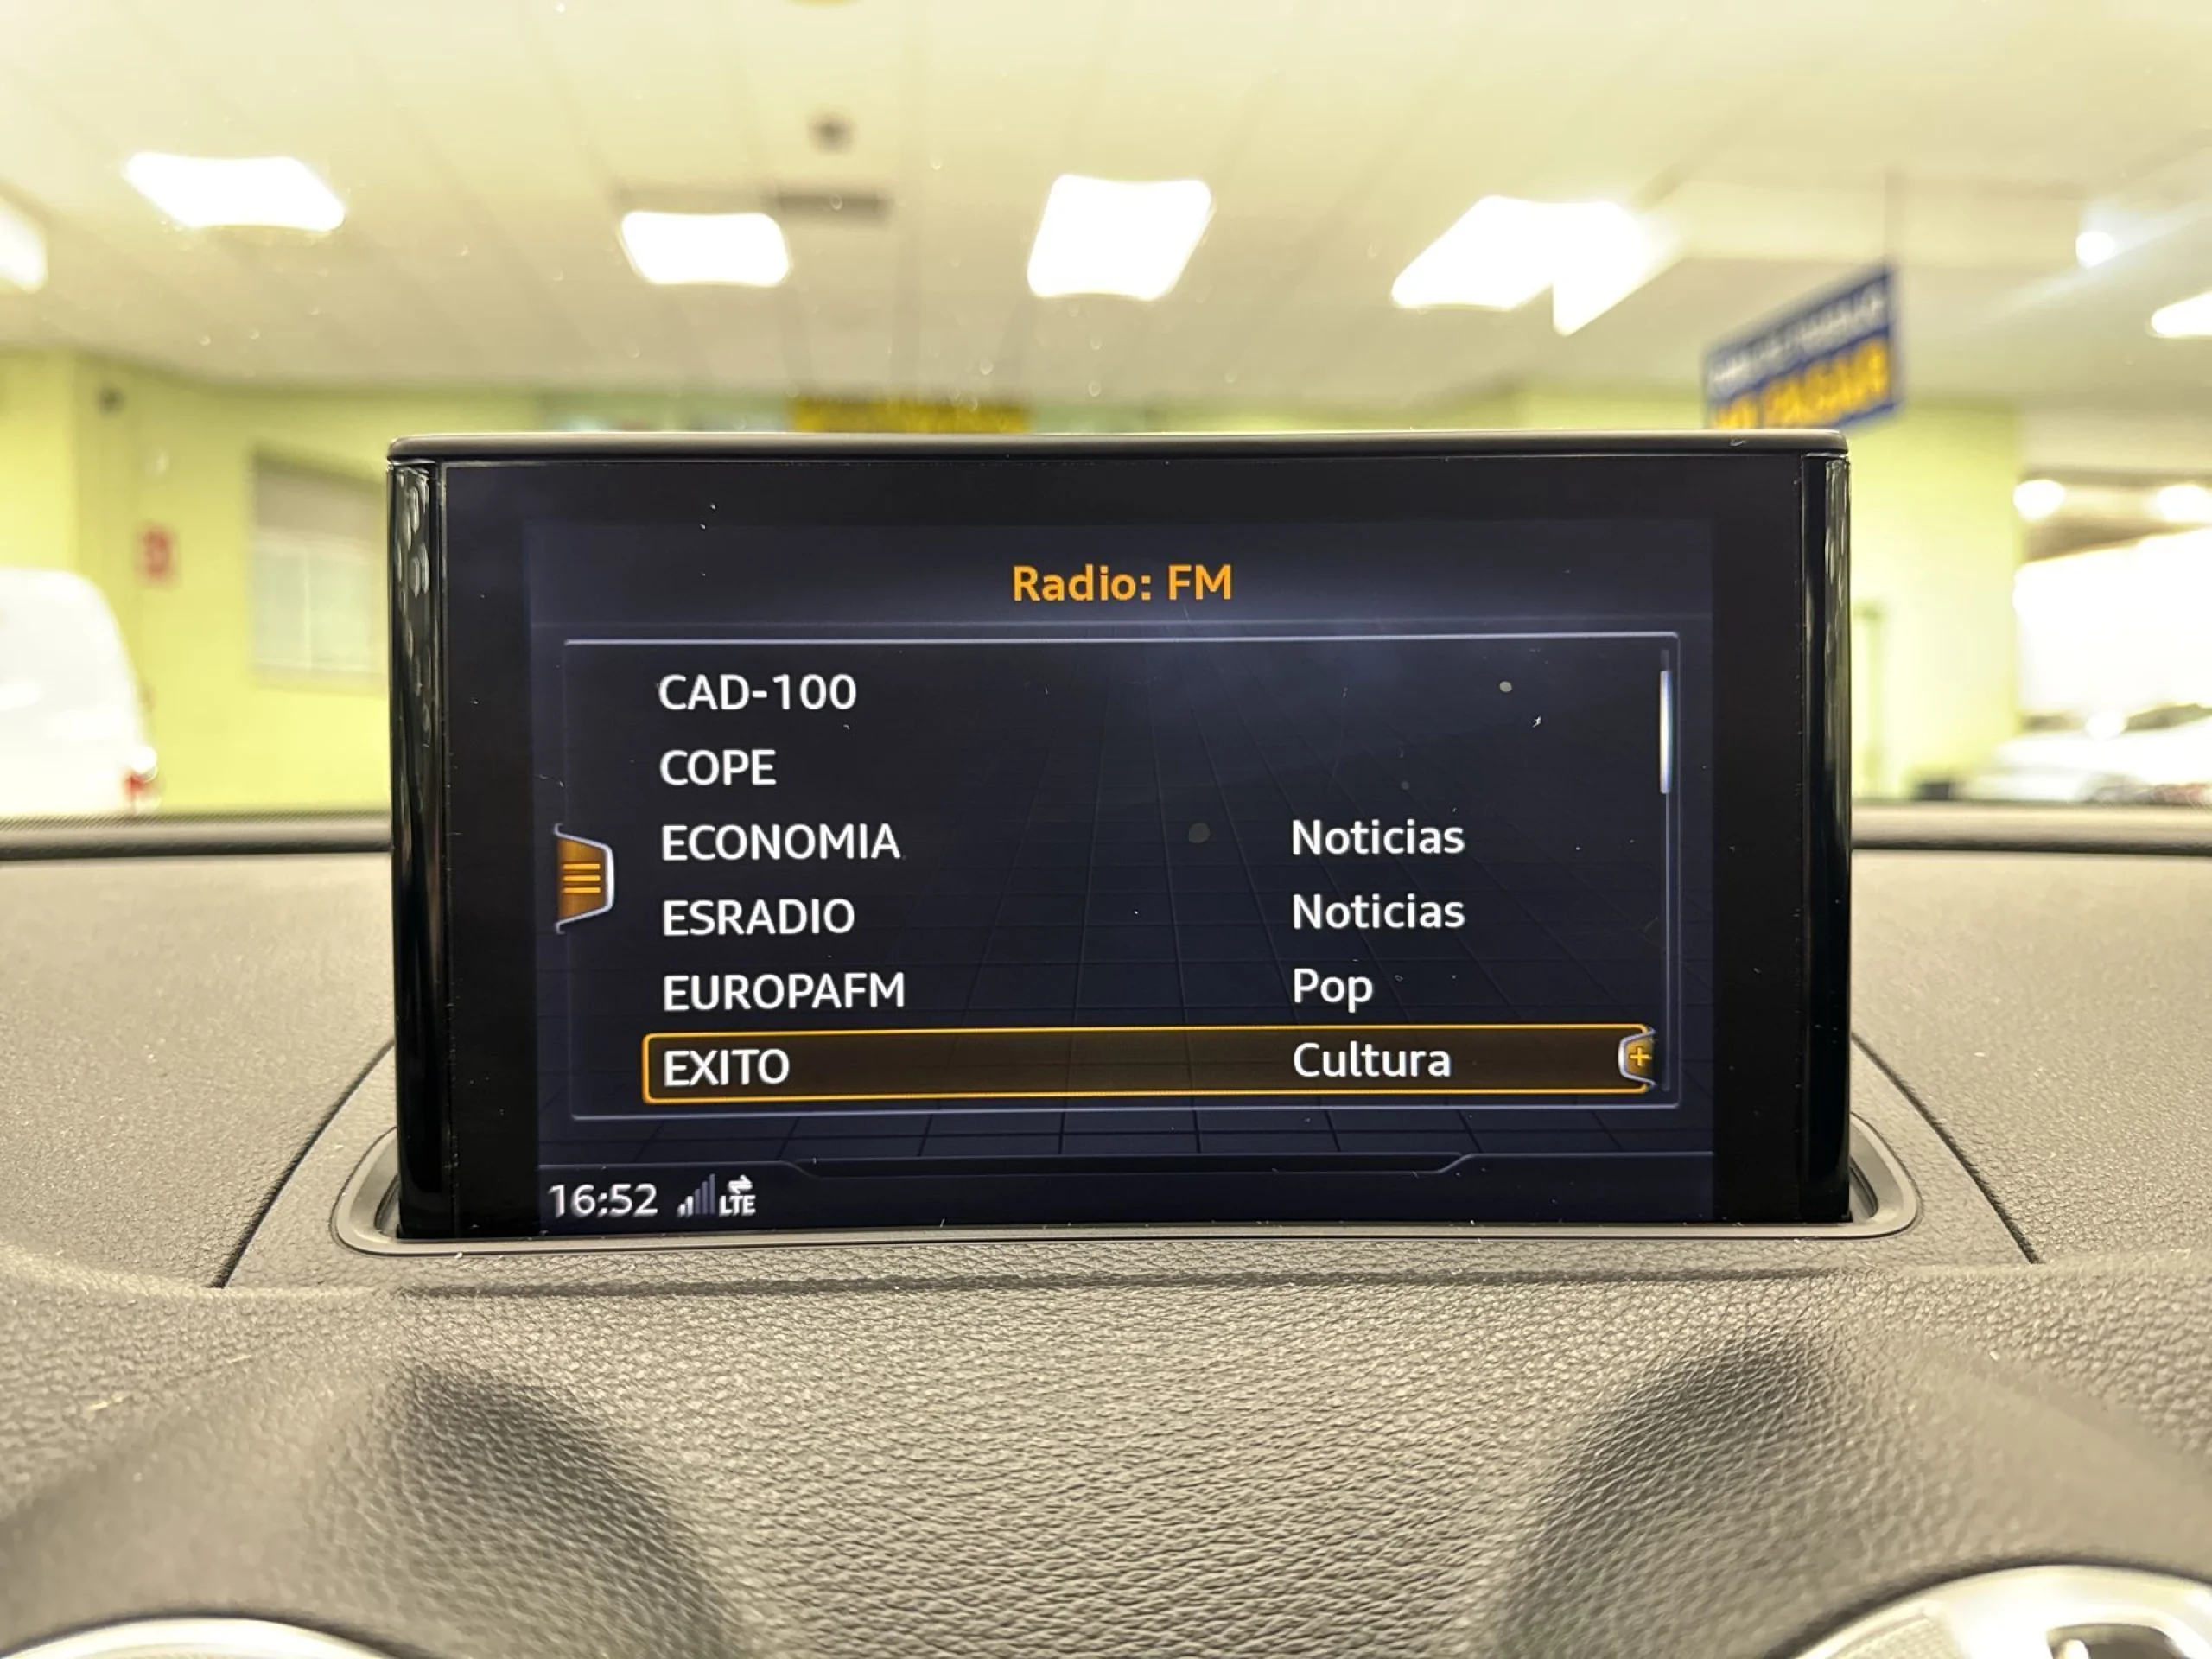 Radio: FM
CAD-100
COPE
ECONOMIA Noticias
ESRADIO Noticias
EUROPAFM Pop
EXITO Cultura
16:52 LTE